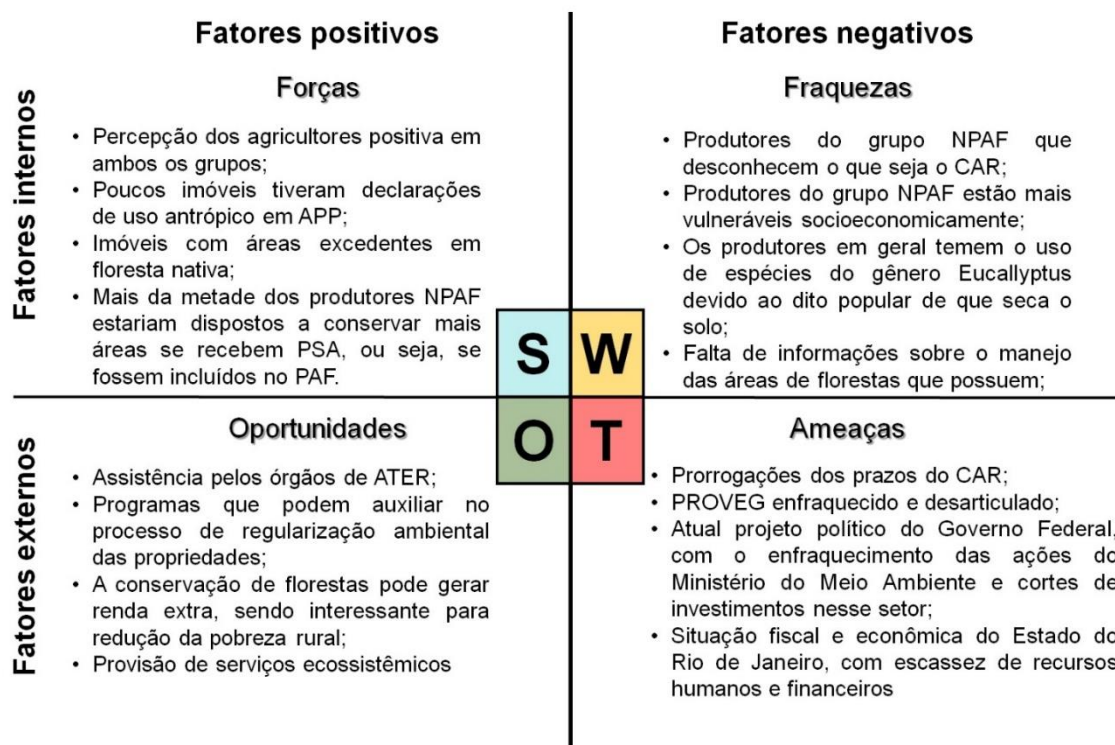 Fatores positivos
Fatores negativos
Fatores internos
Forças
• Percepção dos agricultores positiva em
ambos os grupos;
• Poucos imóveis tiveram declarações
de uso antrópico em APP;
• Imóveis com áreas excedentes em
floresta nativa;
• Mais da metade dos produtores NPAF
estariam dispostos a conservar mais
áreas se recebem PSA, ou seja, se
fossem incluídos no PAF.
Fraquezas
• Produtores do grupo NPAF que
desconhecem o que seja o CAR;
• Produtores do grupo NPAF estão mais
vulneráveis socioeconomicamente;
• Os produtores em geral temem o uso
de espécies do gênero Eucallyptus
devido ao dito popular de que seca o
solo;
• Falta de informações sobre o manejo
das áreas de florestas que possuem;
S W
O T
Fatores externos
Oportunidades
• Assistência pelos órgãos de ATER;
• Programas que podem auxiliar no
processo de regularização ambiental
das propriedades;
• A conservação de florestas pode gerar
renda extra, sendo interessante para
redução da pobreza rural;
• Provisão de serviços ecossistêmicos
Ameaças
• Prorrogações dos prazos do CAR;
• PROVEG enfraquecido e desarticulado;
• Atual projeto político do Governo Federal,
com o enfraquecimento das ações do
Ministério do Meio Ambiente e cortes de
investimentos nesse setor;
• Situação fiscal e econômica do Estado do
Rio de Janeiro, com escassez de recursos
humanos e financeiros